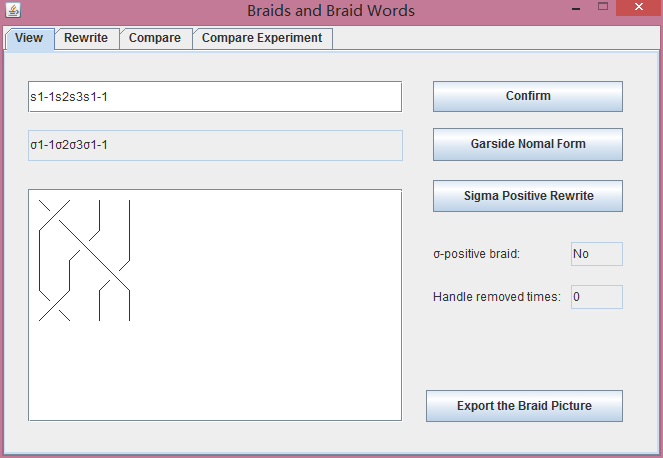 Braids and Braid Words
View Rewrite Compare Compare Experiment
s1-1s2s3s1-1
Confirm
σ1-1σ2σ3σ1-1
Garside Nomal Form
Sigma Positive Rewrite
σ-positive braid: No
Handle removed times: 0
Export the Braid Picture